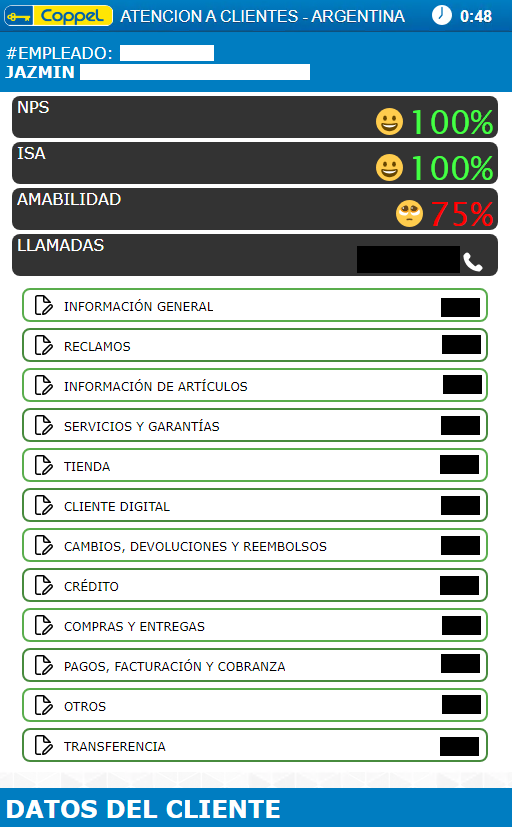 Coppel ATENCION A CLIENTES - ARGENTINA 0:48
#EMPLEADO:
JAZMIN
NPS
100%
ISA
100%
AMABILIDAD
75%
LLAMADAS
INFORMACIÓN GENERAL
RECLAMOS
INFORMACIÓN DE ARTÍCULOS
SERVICIOS Y GARANTÍAS
TIENDA
CLIENTE DIGITAL
CAMBIOS, DEVOLUCIONES Y REEMBOLSOS
CRÉDITO
COMPRAS Y ENTREGAS
PAGOS, FACTURACIÓN Y COBRANZA
OTROS
TRANSFERENCIA
DATOS DEL CLIENTE